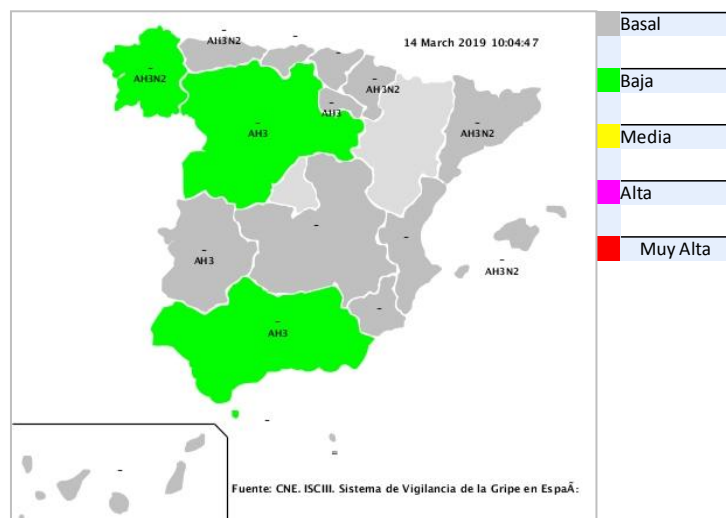 14 March 2019 10:04:47
Basal
Baja
Media
Alta
Muy Alta
–
AH3N2
–
–
–
AH3N2
–
AH3N2
–
AH3
–
AH3N2
–
AH3
–
–
AH3N2
–
AH3
–
–
AH3
–
=
–
Fuente: CNE. ISCIII. Sistema de Vigilancia de la Gripe en EspaÃ: